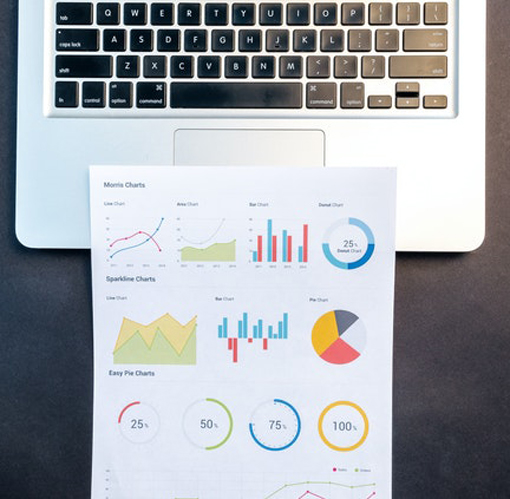 tab Q W E R T Y U I O P
caps lock A S D F G H J K L return
shift Z X C V B N M shift
fn control option command command option
Morris Charts
Line Chart Area Chart Bar Chart Donut Chart
25%
Donut Chart
Sparkline Charts
Line Chart Bar Chart Pie Chart
Easy Pie Charts
25% 50% 75% 100%